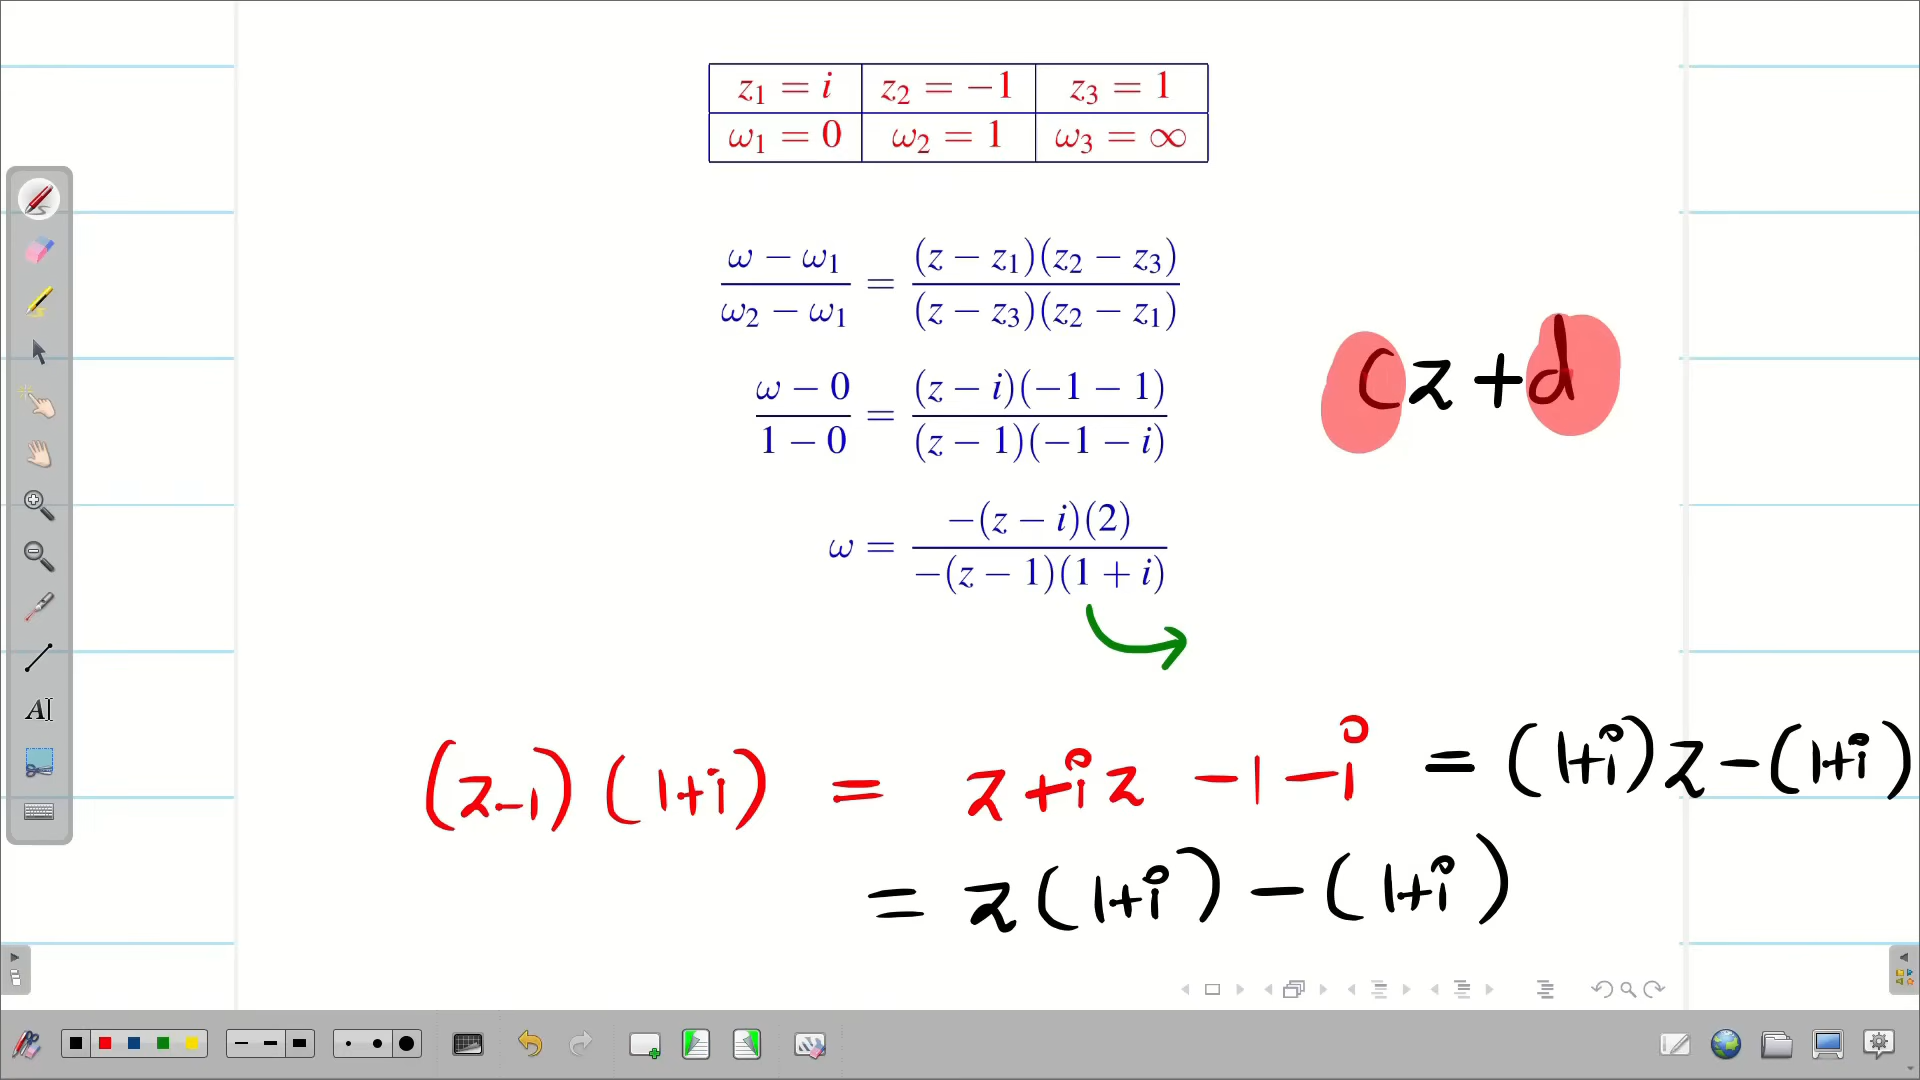 z₁ = i z₂ = −1 z₃ = 1
ω₁ = 0 ω₂ = 1 ω₃ = ∞
(ω − ω₁)/(ω₂ − ω₁) = ((z − z₁)(z₂ − z₃))/((z − z₃)(z₂ − z₁))
(ω − 0)/(1 − 0) = ((z − i)(−1 − 1))/((z − 1)(−1 − i))
cz + d
ω = (−(z − i)(2))/(−(z − 1)(1 + i))
(z−1)(1+i) = z + iz − 1 − i = (1+i)z − (1+i)
= z(1+i) − (1+i)